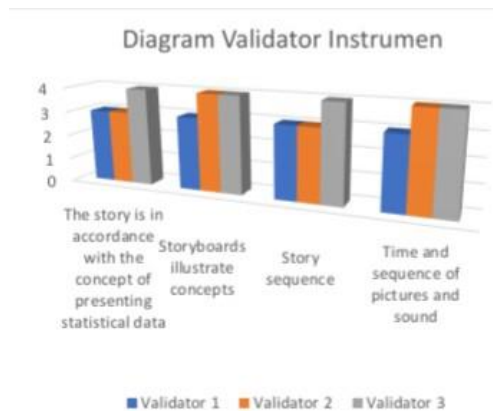 Diagram Validator Instrumen
4
3
2
1
0
The story is in
accordance
with the
concept of
presenting
statistical data
Storyboards
illustrate
concepts
Story
sequence
Time and
sequence of
pictures and
sound
Validator 1 Validator 2 Validator 3